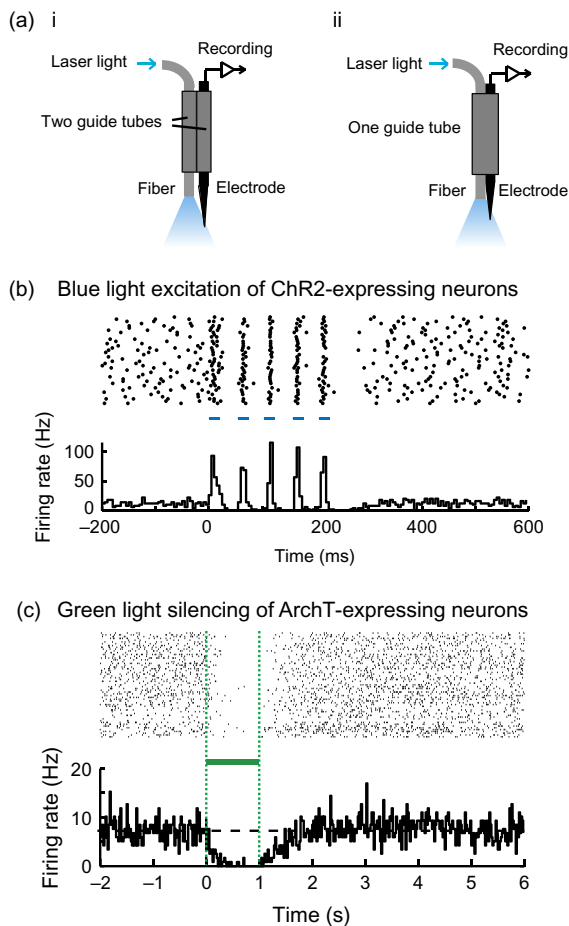 (a) i
ii
Recording
Laser light
Two guide tubes
Fiber
Electrode
Recording
Laser light
One guide tube
Fiber
Electrode
(b) Blue light excitation of ChR2-expressing neurons
Firing rate (Hz)
100
50
0
–200
0
200
400
600
Time (ms)
(c) Green light silencing of ArchT-expressing neurons
Firing rate (Hz)
20
10
0
–2
–1
0
1
2
3
4
5
6
Time (s)